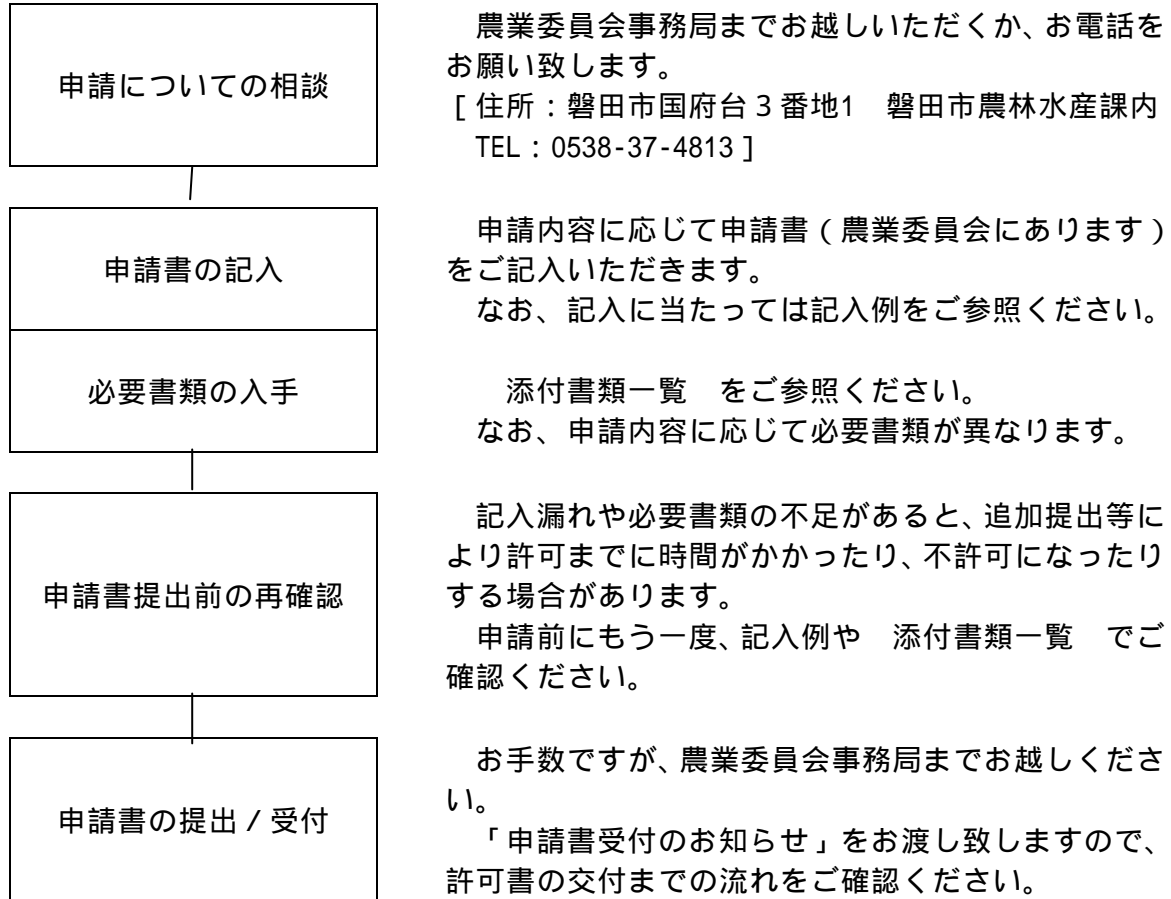 申請についての相談
農業委員会事務局までお越しいただくか、お電話を
お願い致します。
[住所:磐田市国府台3番地1 磐田市農林水産課内
TEL:0538-37-4813]
申請書の記入
申請内容に応じて申請書(農業委員会にあります)
をご記入いただきます。
なお、記入に当たっては記入例をご参照ください。
必要書類の入手
添付書類一覧 をご参照ください。
なお、申請内容に応じて必要書類が異なります。
申請書提出前の再確認
記入漏れや必要書類の不足があると、追加提出等に
より許可までに時間がかかったり、不許可になったり
する場合があります。
申請前にもう一度、記入例や 添付書類一覧 でご
確認ください。
申請書の提出/受付
お手数ですが、農業委員会事務局までお越しくださ
い。
「申請書受付のお知らせ」をお渡し致しますので、
許可書の交付までの流れをご確認ください。